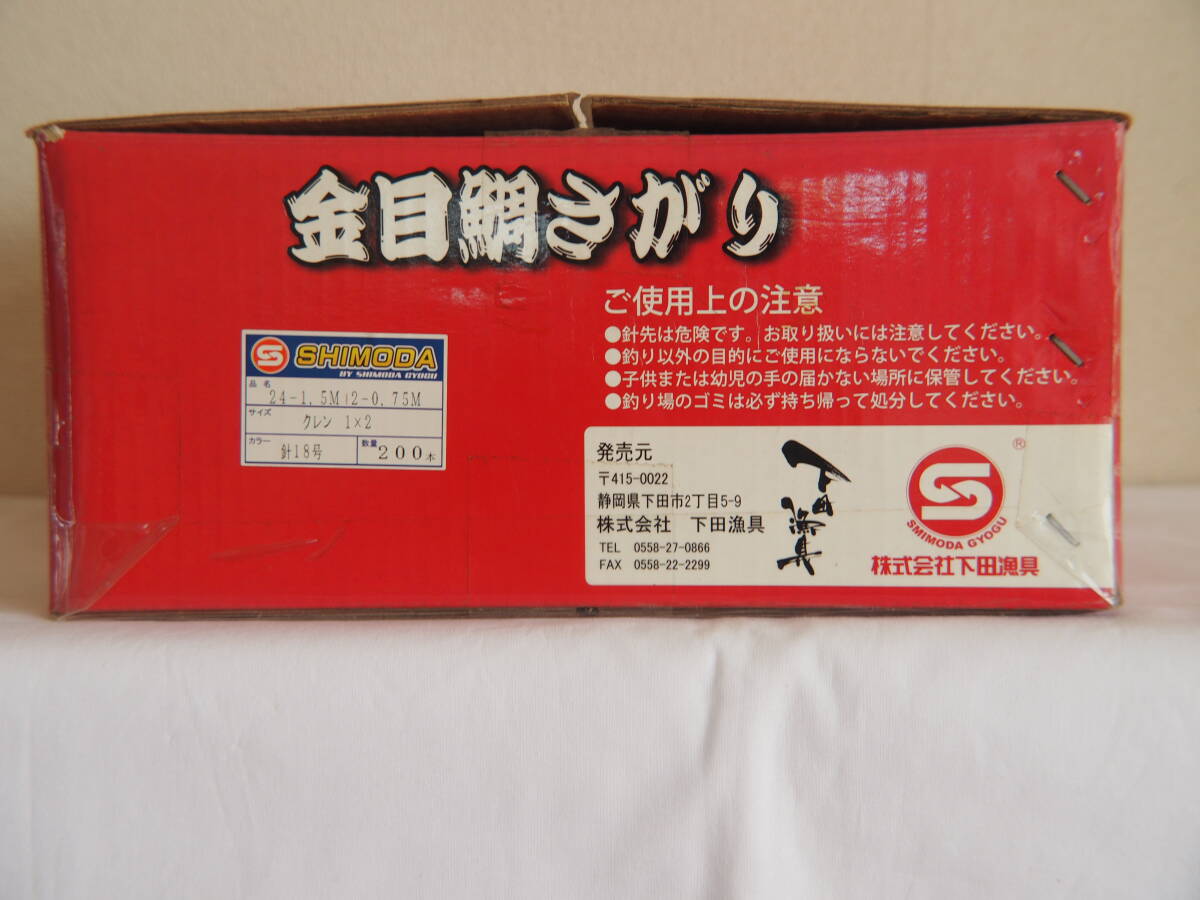 金目鯛さがり
ご使用上の注意
●針先は危険です。お取り扱いには注意してください。
●釣り以外の目的にご使用にならないでください。
●子供または幼児の手の届かない場所に保管してください。
●釣り場のゴミは必ず持ち帰って処分してください。
S SHIMODA
BY SHIMODA GYOGU
品名
24-1.5M 12-0.75M
サイズ
クレン 1×2
カラー
針18号
数量
200本
発売元
〒415-0022
静岡県下田市2丁目5-9
株式会社 下田漁具
TEL 0558-27-0866
FAX 0558-22-2299
下田漁具
®
SMIMODA GYOGU
株式会社下田漁具